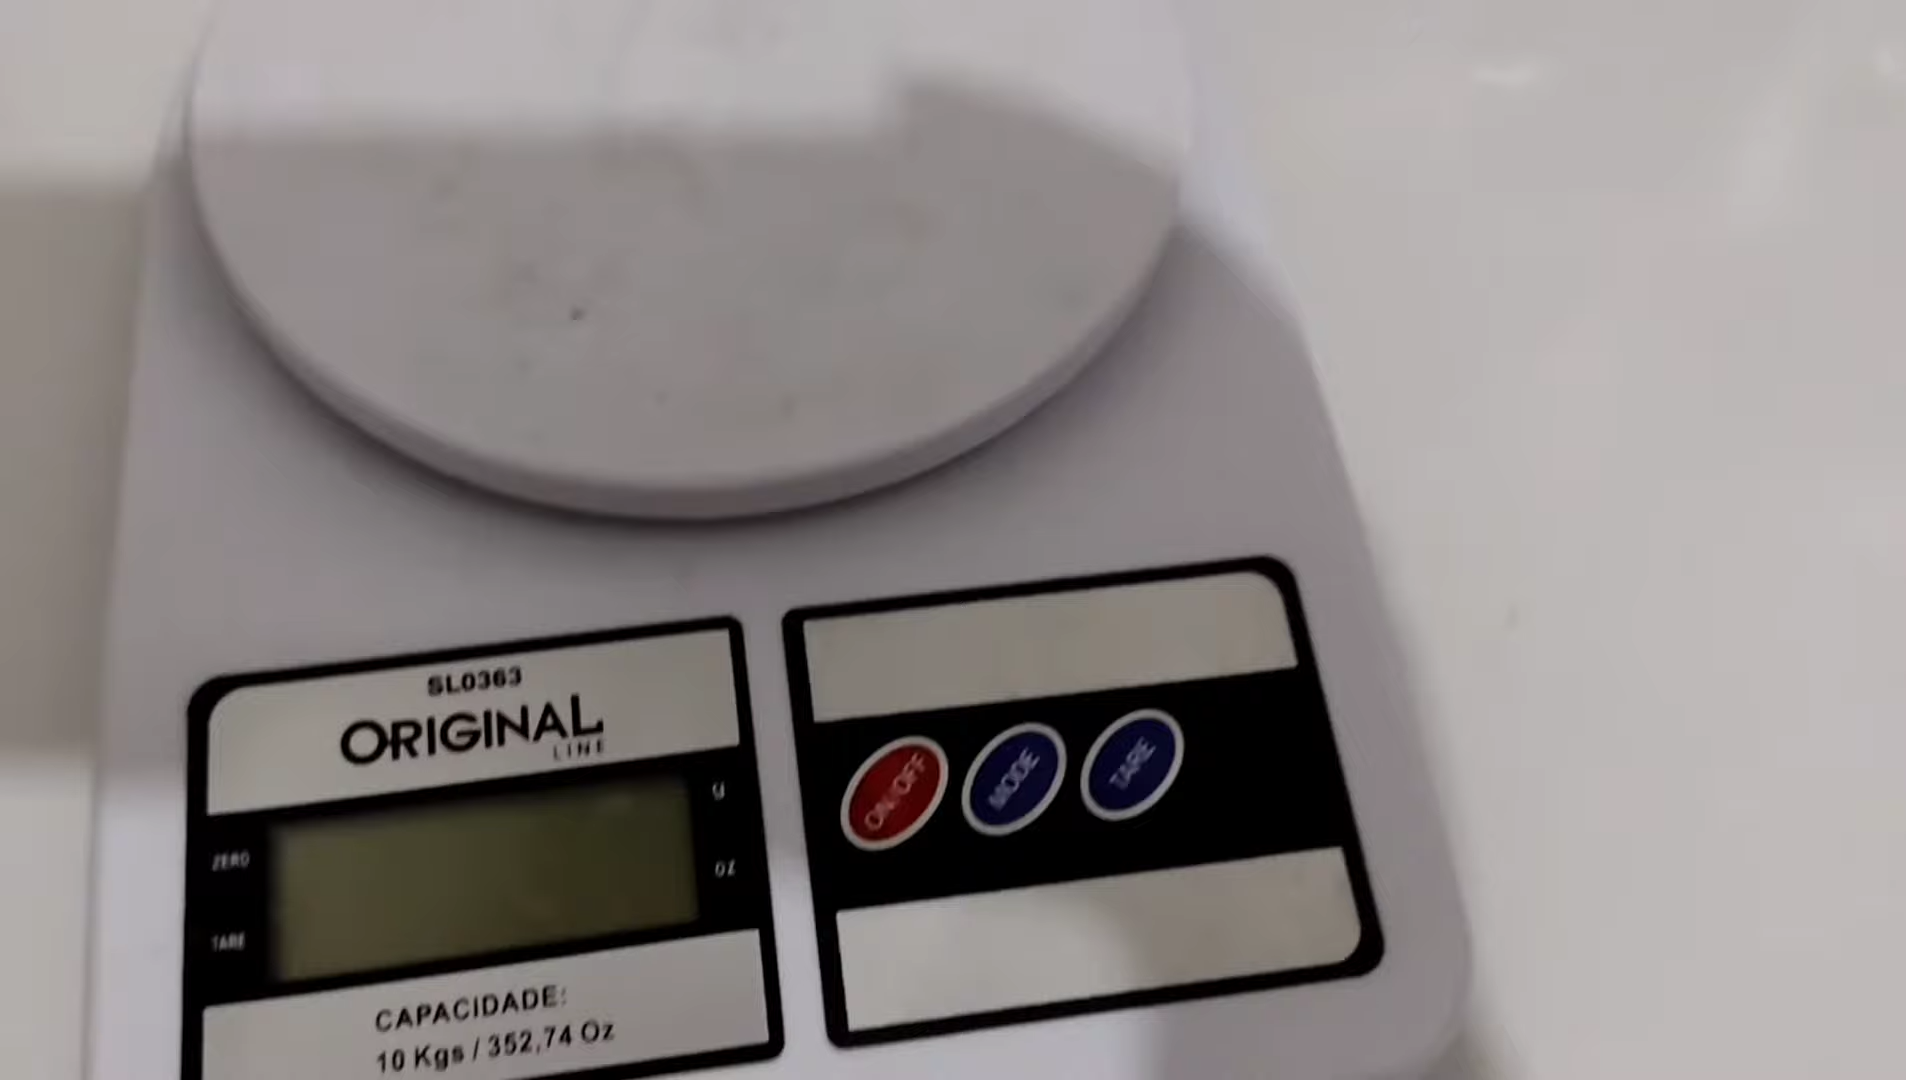 SL0363
ORIGINAL
LINE
g
ZERO
oz
TARE
CAPACIDADE:
10 Kgs / 352,74 Oz
ON/OFF
MODE
TARE